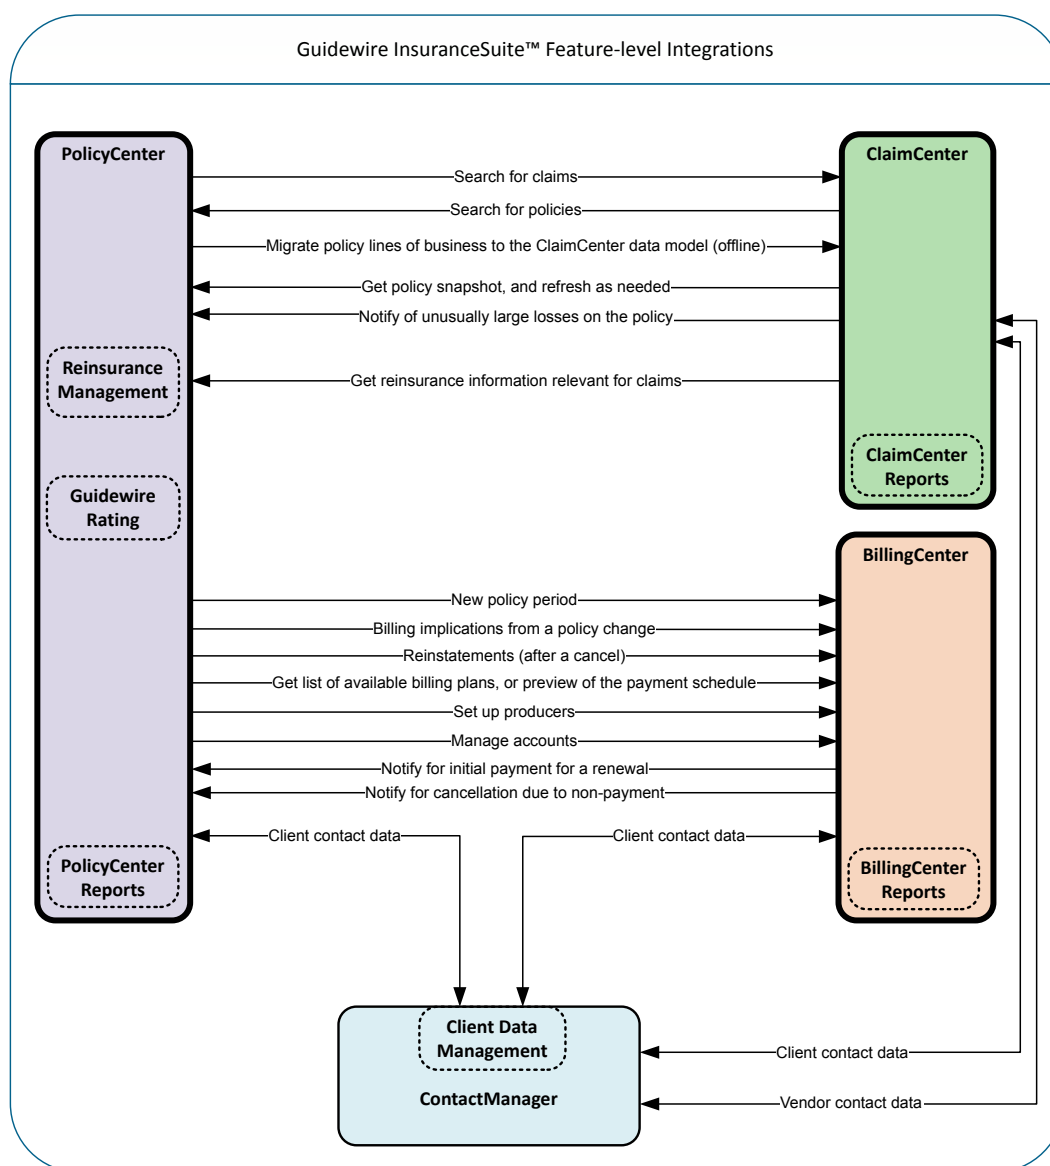 Guidewire InsuranceSuite™ Feature-level Integrations
PolicyCenter
ClaimCenter
Search for claims
Search for policies
Migrate policy lines of business to the ClaimCenter data model (offline)
Get policy snapshot, and refresh as needed
Notify of unusually large losses on the policy
Reinsurance
Management
Get reinsurance information relevant for claims
ClaimCenter
Reports
Guidewire
Rating
BillingCenter
New policy period
Billing implications from a policy change
Reinstatements (after a cancel)
Get list of available billing plans, or preview of the payment schedule
Set up producers
Manage accounts
Notify for initial payment for a renewal
Notify for cancellation due to non-payment
Client contact data
Client contact data
PolicyCenter
Reports
BillingCenter
Reports
Client Data
Management
ContactManager
Client contact data
Vendor contact data